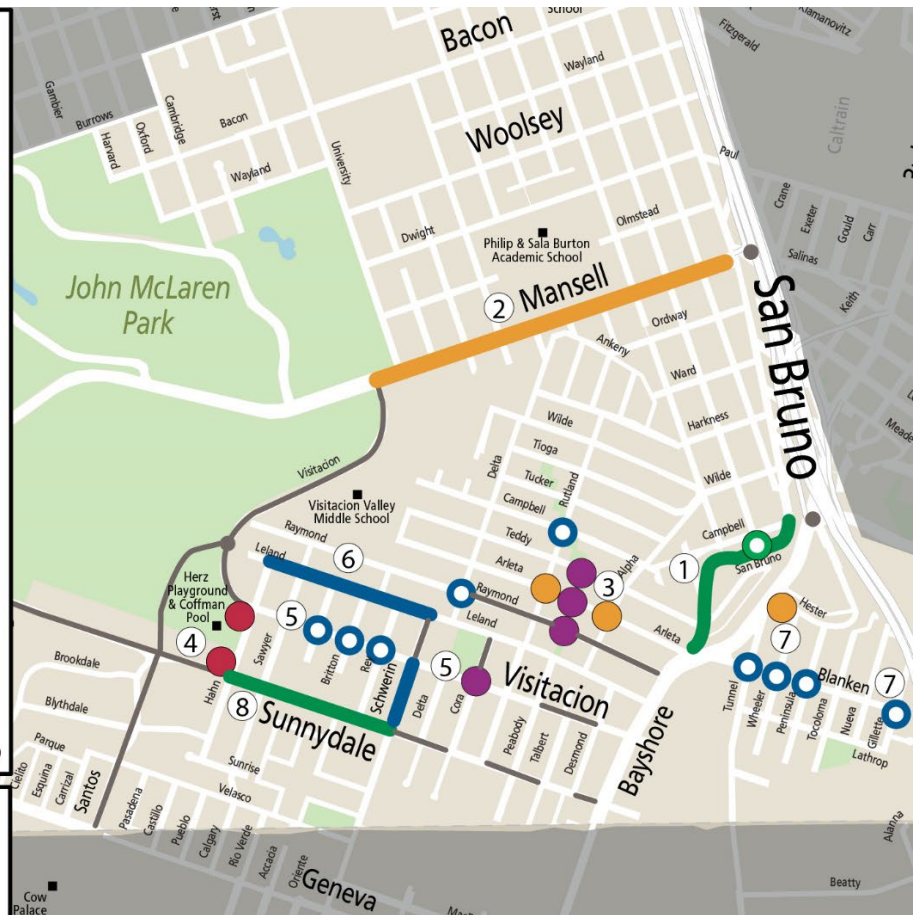 Bacon
School
Wayland
Fitzgerald
Klamanovitz
Gambier
Burrows
Harvard
Oxford
Cambridge
Bacon
Wayland
University
Woolsey
Caltrain
Paul
Crane
Exeter
Gould
Carr
Salinas
Keith
Dwight
Olmstead
Philip & Sala Burton
Academic School
John McLaren
Park
2
Mansell
San Bruno
Ordway
Ankeny
Ward
Harkness
Wilde
Wilde
Tioga
Delta
Tucker
Rutland
Campbell
Teddy
Visitacion
Visitacion Valley
Middle School
Campbell
San Bruno
1
Raymond
Leland
6
Arleta
Alpha
3
Raymond
Leland
Arleta
Herz
Playground
& Coffman
Pool
4
Sawyer
5
Britton
Rey
Schwerin
5
Delta
Cora
Visitacion
Hester
7
Blanken
7
Tunnel
Wheeler
Peninsula
Tocoloma
Nueva
Gillette
Lathrop
Brookdale
Blythdale
Hahn
8
Sunnydale
Peabody
Talbert
Desmond
Bayshore
Parque
Cielito
Esquina
Carrizal
Santos
Sunrise
Velasco
Pasadena
Castillo
Pueblo
Calgary
Rio Verde
Accacia
Oriente
Geneva
Alanna
Beatty
Cow
Palace